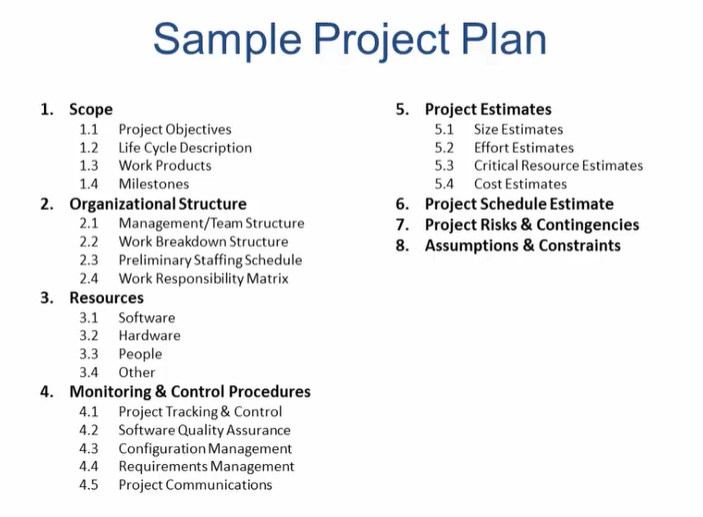 Sample Project Plan
1. Scope
1.1 Project Objectives
1.2 Life Cycle Description
1.3 Work Products
1.4 Milestones
2. Organizational Structure
2.1 Management/Team Structure
2.2 Work Breakdown Structure
2.3 Preliminary Staffing Schedule
2.4 Work Responsibility Matrix
3. Resources
3.1 Software
3.2 Hardware
3.3 People
3.4 Other
4. Monitoring & Control Procedures
4.1 Project Tracking & Control
4.2 Software Quality Assurance
4.3 Configuration Management
4.4 Requirements Management
4.5 Project Communications
5. Project Estimates
5.1 Size Estimates
5.2 Effort Estimates
5.3 Critical Resource Estimates
5.4 Cost Estimates
6. Project Schedule Estimate
7. Project Risks & Contingencies
8. Assumptions & Constraints